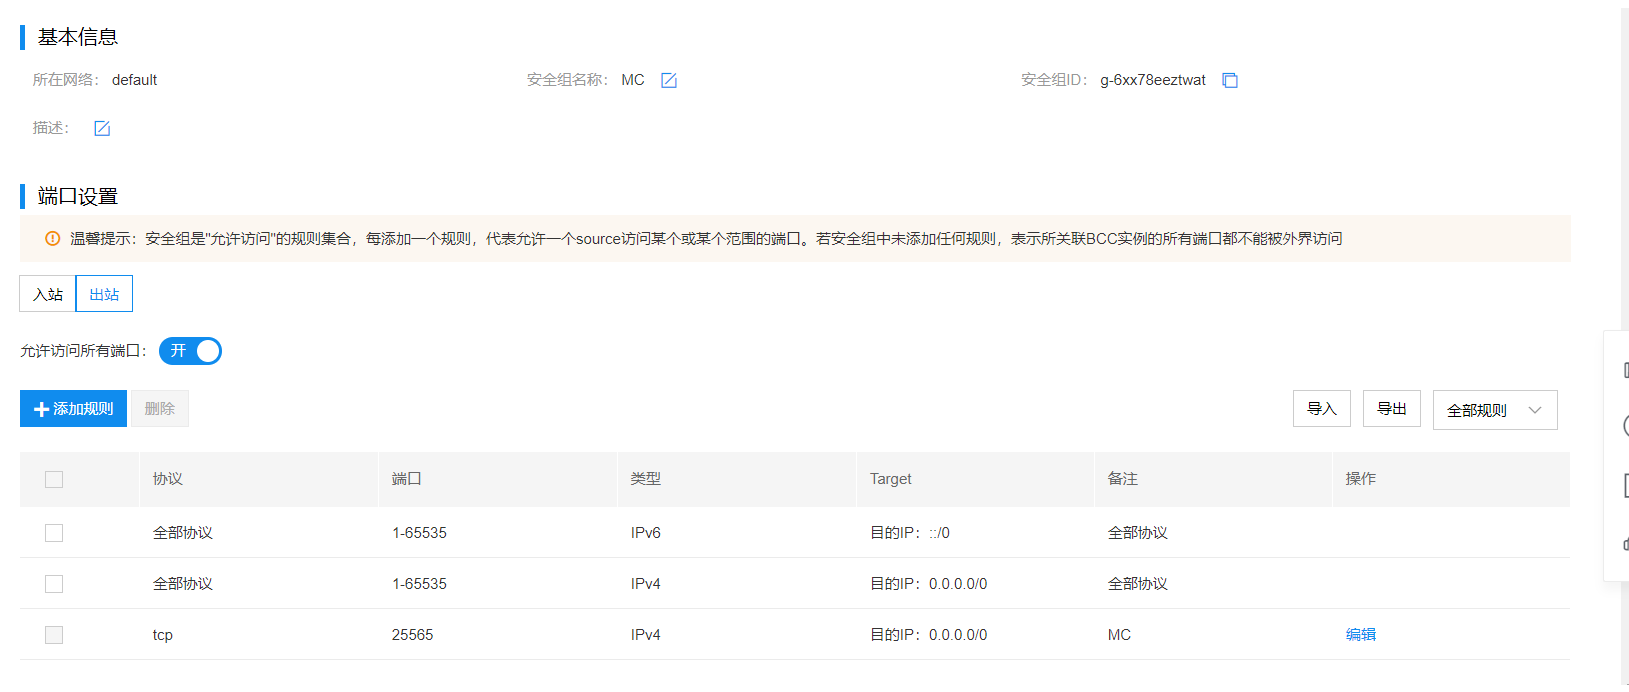 基本信息
所在网络： default 安全组名称： MC 安全组ID： g-6xx78eeztwat
描述：
端口设置
温馨提示：安全组是"允许访问"的规则集合，每添加一个规则，代表允许一个source访问某个或某个范围的端口。若安全组中未添加任何规则，表示所关联BCC实例的所有端口都不能被外界访问
入站 出站
允许访问所有端口： 开
添加规则 删除 导入 导出 全部规则
协议 端口 类型 Target 备注 操作
全部协议 1-65535 IPv6 目的IP：::/0 全部协议
全部协议 1-65535 IPv4 目的IP：0.0.0.0/0 全部协议
tcp 25565 IPv4 目的IP：0.0.0.0/0 MC 编辑